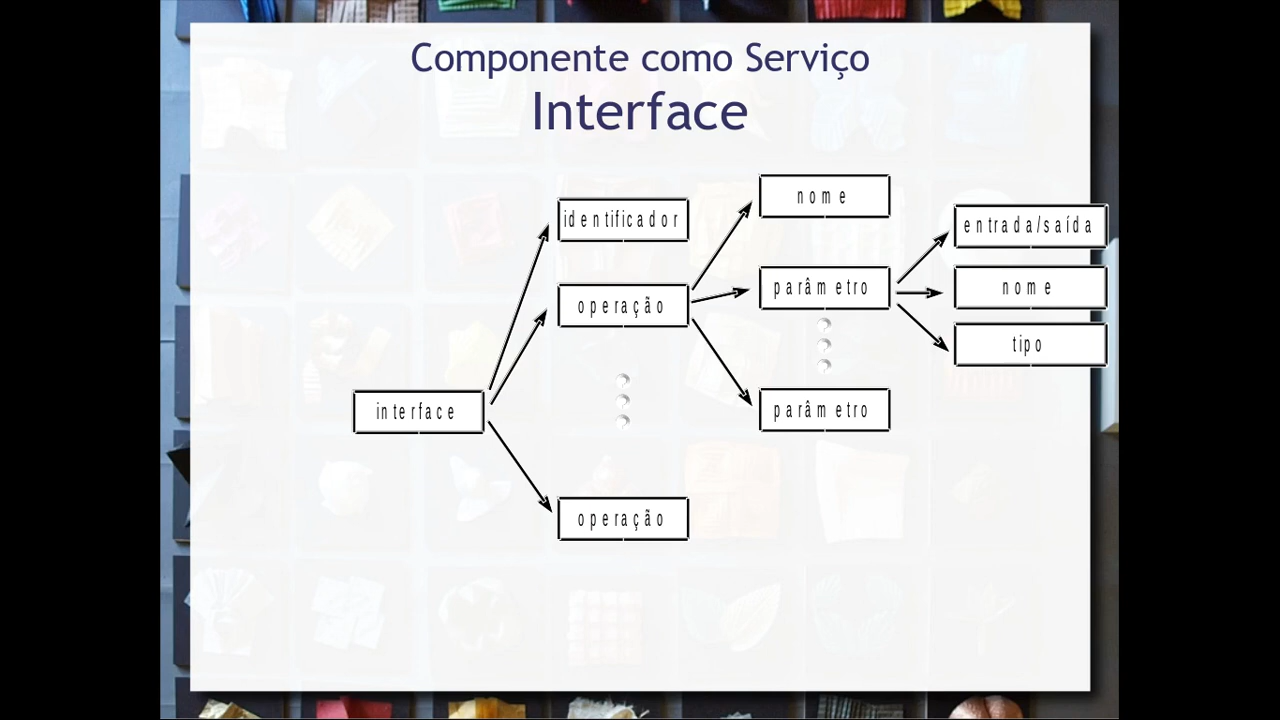 Componente como Serviço
Interface
nome
identificador
entrada/saída
operação
parâmetro
nome
tipo
interface
parâmetro
operação